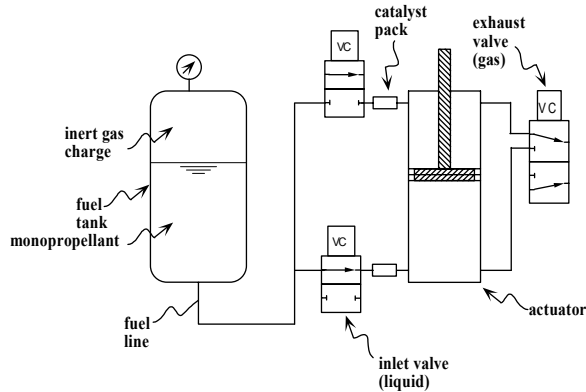 catalyst
pack
exhaust
valve
(gas)
VC
VC
inert gas
charge
fuel
tank
monopropellant
VC
fuel
line
inlet valve
(liquid)
actuator